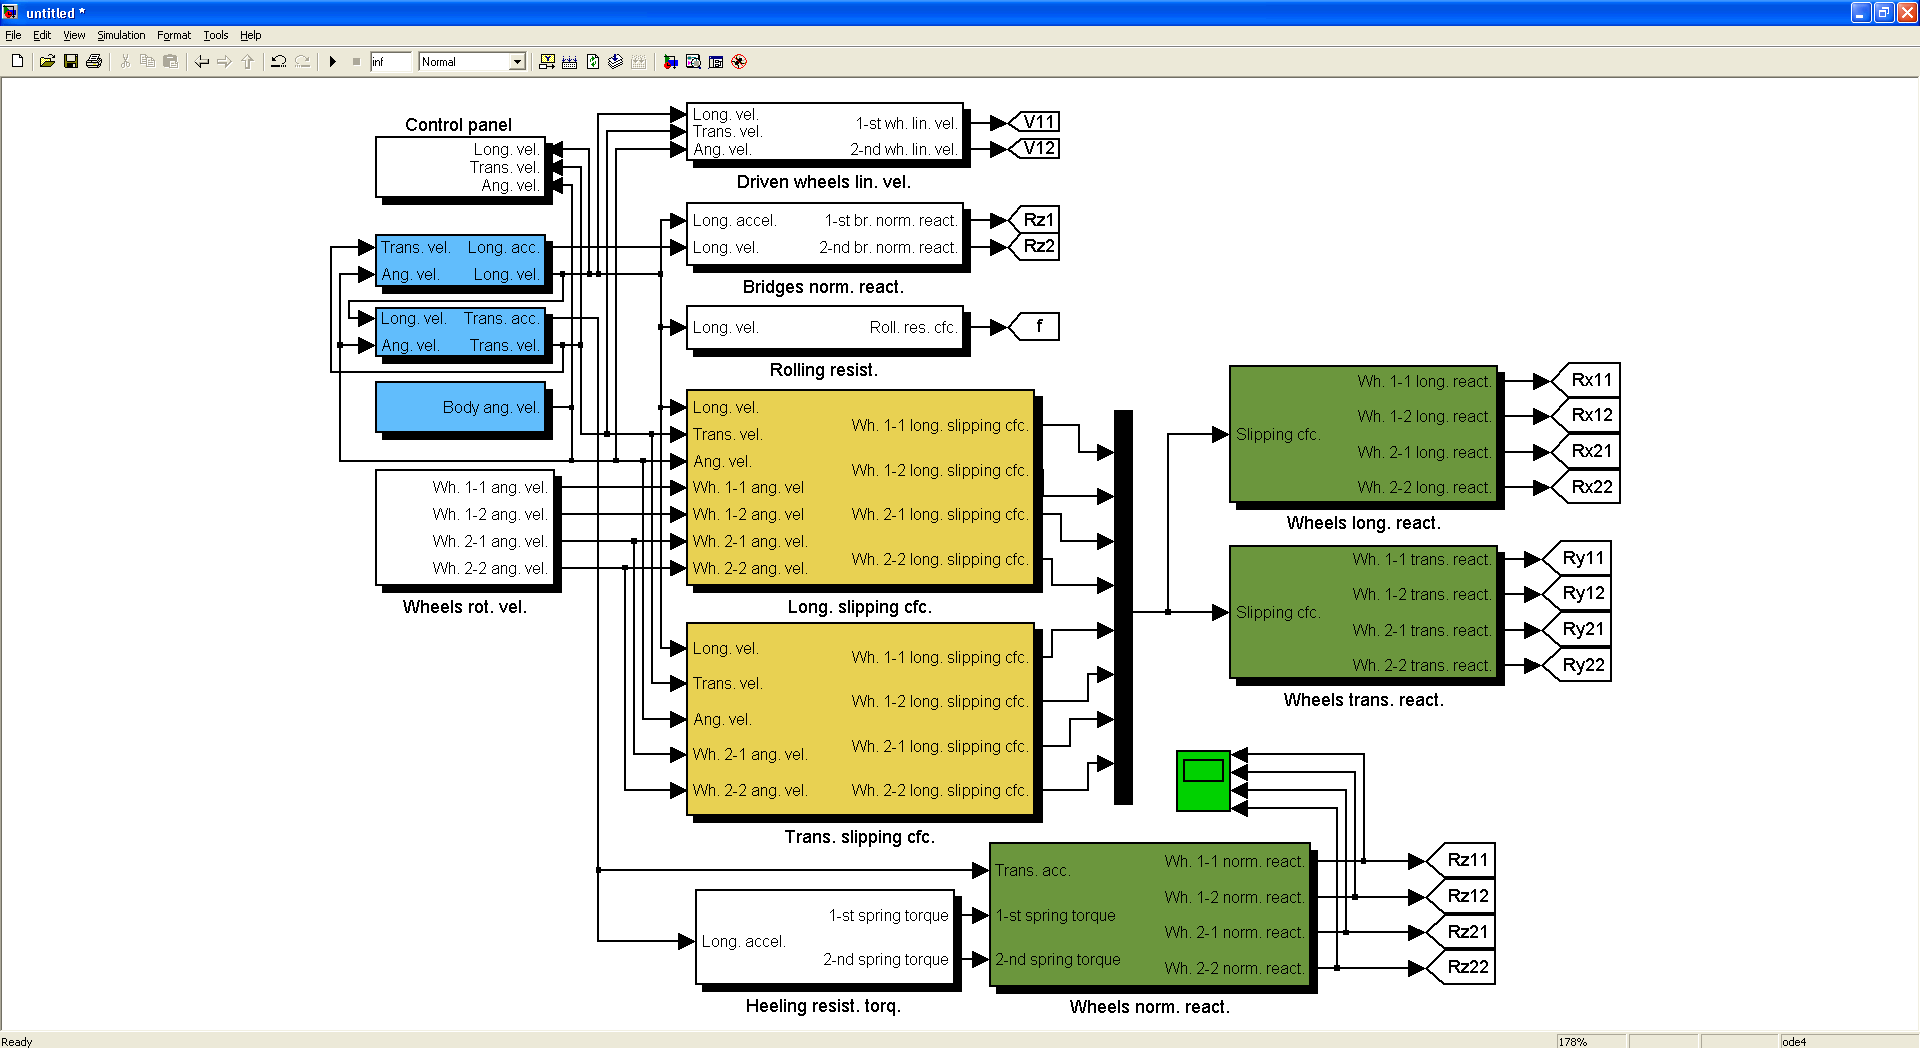 untitled *
File Edit View Simulation Format Tools Help
inf Normal
Control panel
Long. vel.
Trans. vel.
Ang. vel.
Trans. vel. Long. acc.
Ang. vel. Long. vel.
Long. vel. Trans. acc.
Ang. vel. Trans. vel.
Body ang. vel.
Wh. 1-1 ang. vel.
Wh. 1-2 ang. vel.
Wh. 2-1 ang. vel.
Wh. 2-2 ang. vel.
Wheels rot. vel.
Long. vel.
Trans. vel.
Ang. vel.
1-st wh. lin. vel.
2-nd wh. lin. vel.
V11
V12
Driven wheels lin. vel.
Long. accel. 1-st br. norm. react.
Long. vel. 2-nd br. norm. react.
Rz1
Rz2
Bridges norm. react.
Long. vel. Roll. res. cfc.
f
Rolling resist.
Long. vel.
Trans. vel.
Ang. vel.
Wh. 1-1 ang. vel
Wh. 1-2 ang. vel
Wh. 2-1 ang. vel.
Wh. 2-2 ang. vel.
Wh. 1-1 long. slipping cfc.
Wh. 1-2 long. slipping cfc.
Wh. 2-1 long. slipping cfc.
Wh. 2-2 long. slipping cfc.
Long. slipping cfc.
Long. vel.
Trans. vel.
Ang. vel.
Wh. 2-1 ang. vel.
Wh. 2-2 ang. vel.
Wh. 1-1 long. slipping cfc.
Wh. 1-2 long. slipping cfc.
Wh. 2-1 long. slipping cfc.
Wh. 2-2 long. slipping cfc.
Trans. slipping cfc.
Slipping cfc.
Wh. 1-1 long. react.
Wh. 1-2 long. react.
Wh. 2-1 long. react.
Wh. 2-2 long. react.
Rx11
Rx12
Rx21
Rx22
Wheels long. react.
Slipping cfc.
Wh. 1-1 trans. react.
Wh. 1-2 trans. react.
Wh. 2-1 trans. react.
Wh. 2-2 trans. react.
Ry11
Ry12
Ry21
Ry22
Wheels trans. react.
Long. accel.
1-st spring torque
2-nd spring torque
Heeling resist. torq.
Trans. acc.
1-st spring torque
2-nd spring torque
Wh. 1-1 norm. react.
Wh. 1-2 norm. react.
Wh. 2-1 norm. react.
Wh. 2-2 norm. react.
Rz11
Rz12
Rz21
Rz22
Wheels norm. react.
Ready 178% ode4